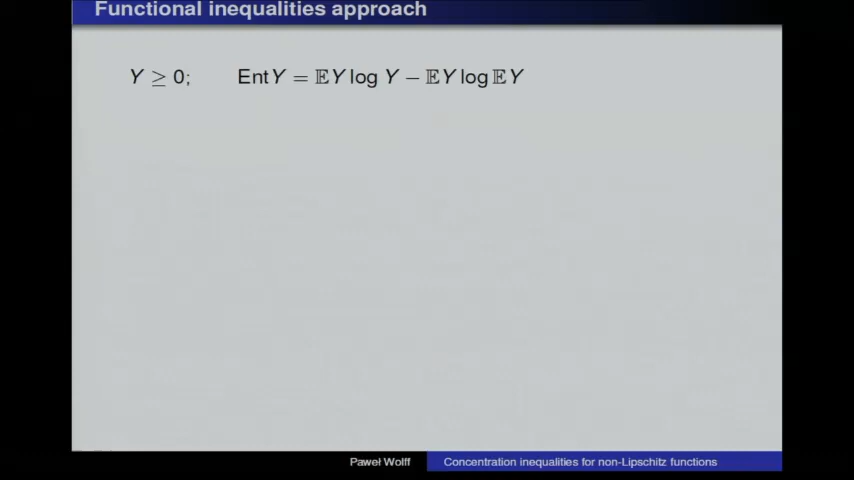 Functional inequalities approach
Y ≥ 0; Ent Y = 𝔼Y log Y − 𝔼Y log 𝔼Y
Paweł Wolff Concentration inequalities for non-Lipschitz functions